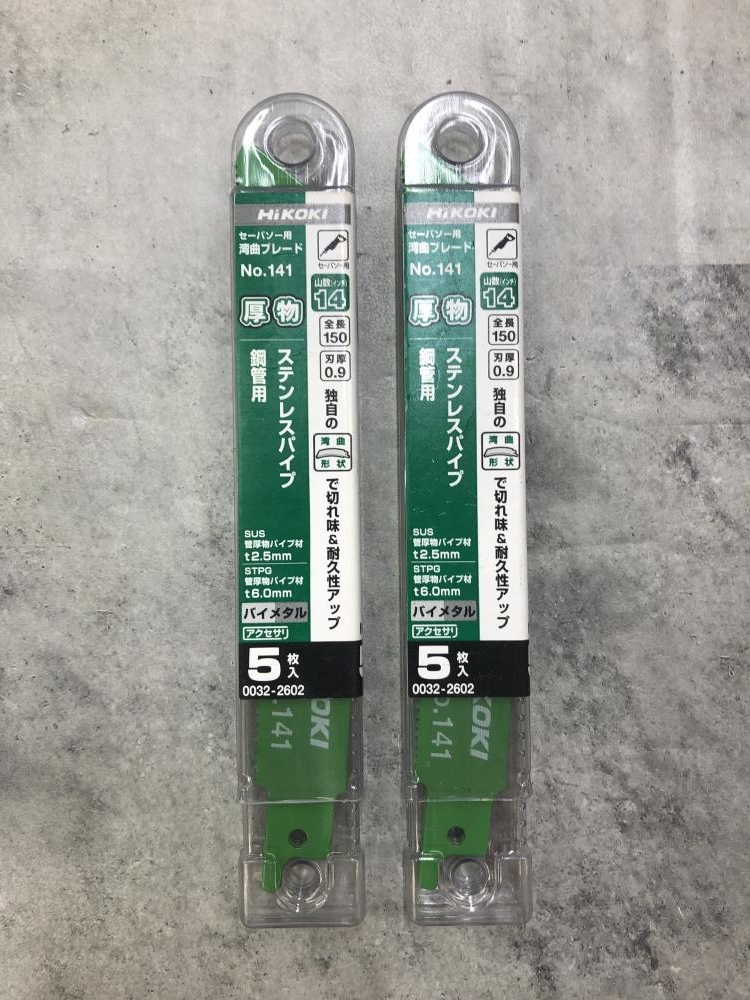 HiKOKI
セーバソー用
湾曲ブレード
セーバソー用
No.141
山数(インチ)
14
厚物
全長
150
刃厚
0.9
ステンレスパイプ
鋼管用
独自の
湾曲
形状
で切れ味&耐久性アップ
SUS
管厚物パイプ材
t2.5mm
STPG
管厚物パイプ材
t6.0mm
バイメタル
アクセサリ
5枚入
0032-2602
KOKI
.141
HiKOKI
セーバソー用
湾曲ブレード
セーバソー用
No.141
山数(インチ)
14
厚物
全長
150
刃厚
0.9
ステンレスパイプ
鋼管用
独自の
湾曲
形状
で切れ味&耐久性アップ
SUS
管厚物パイプ材
t2.5mm
STPG
管厚物パイプ材
t6.0mm
バイメタル
アクセサリ
5枚入
0032-2602
KOKI
o.141